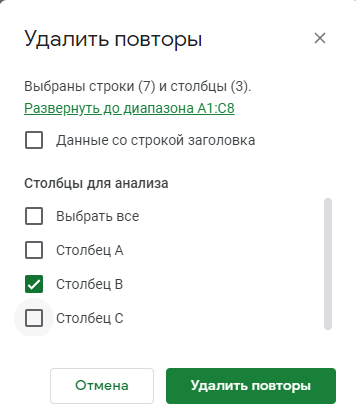 Удалить повторы
Выбраны строки (7) и столбцы (3).
Развернуть до диапазона A1:C8
Данные со строкой заголовка
Столбцы для анализа
Выбрать все
Столбец A
Столбец B
Столбец C
Отмена
Удалить повторы